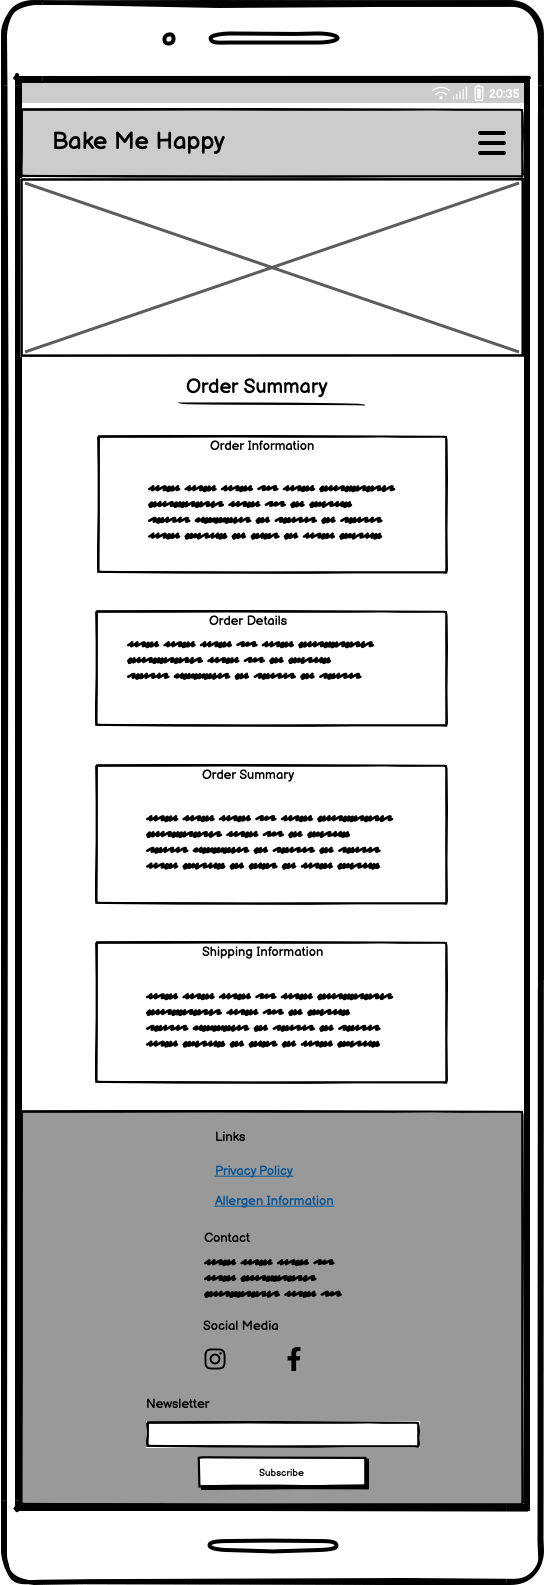 20:35
Bake Me Happy
Order Summary
Order Information
Order Details
Order Summary
Shipping Information
Links
Privacy Policy
Allergen Information
Contact
Social Media
Newsletter
Subscribe